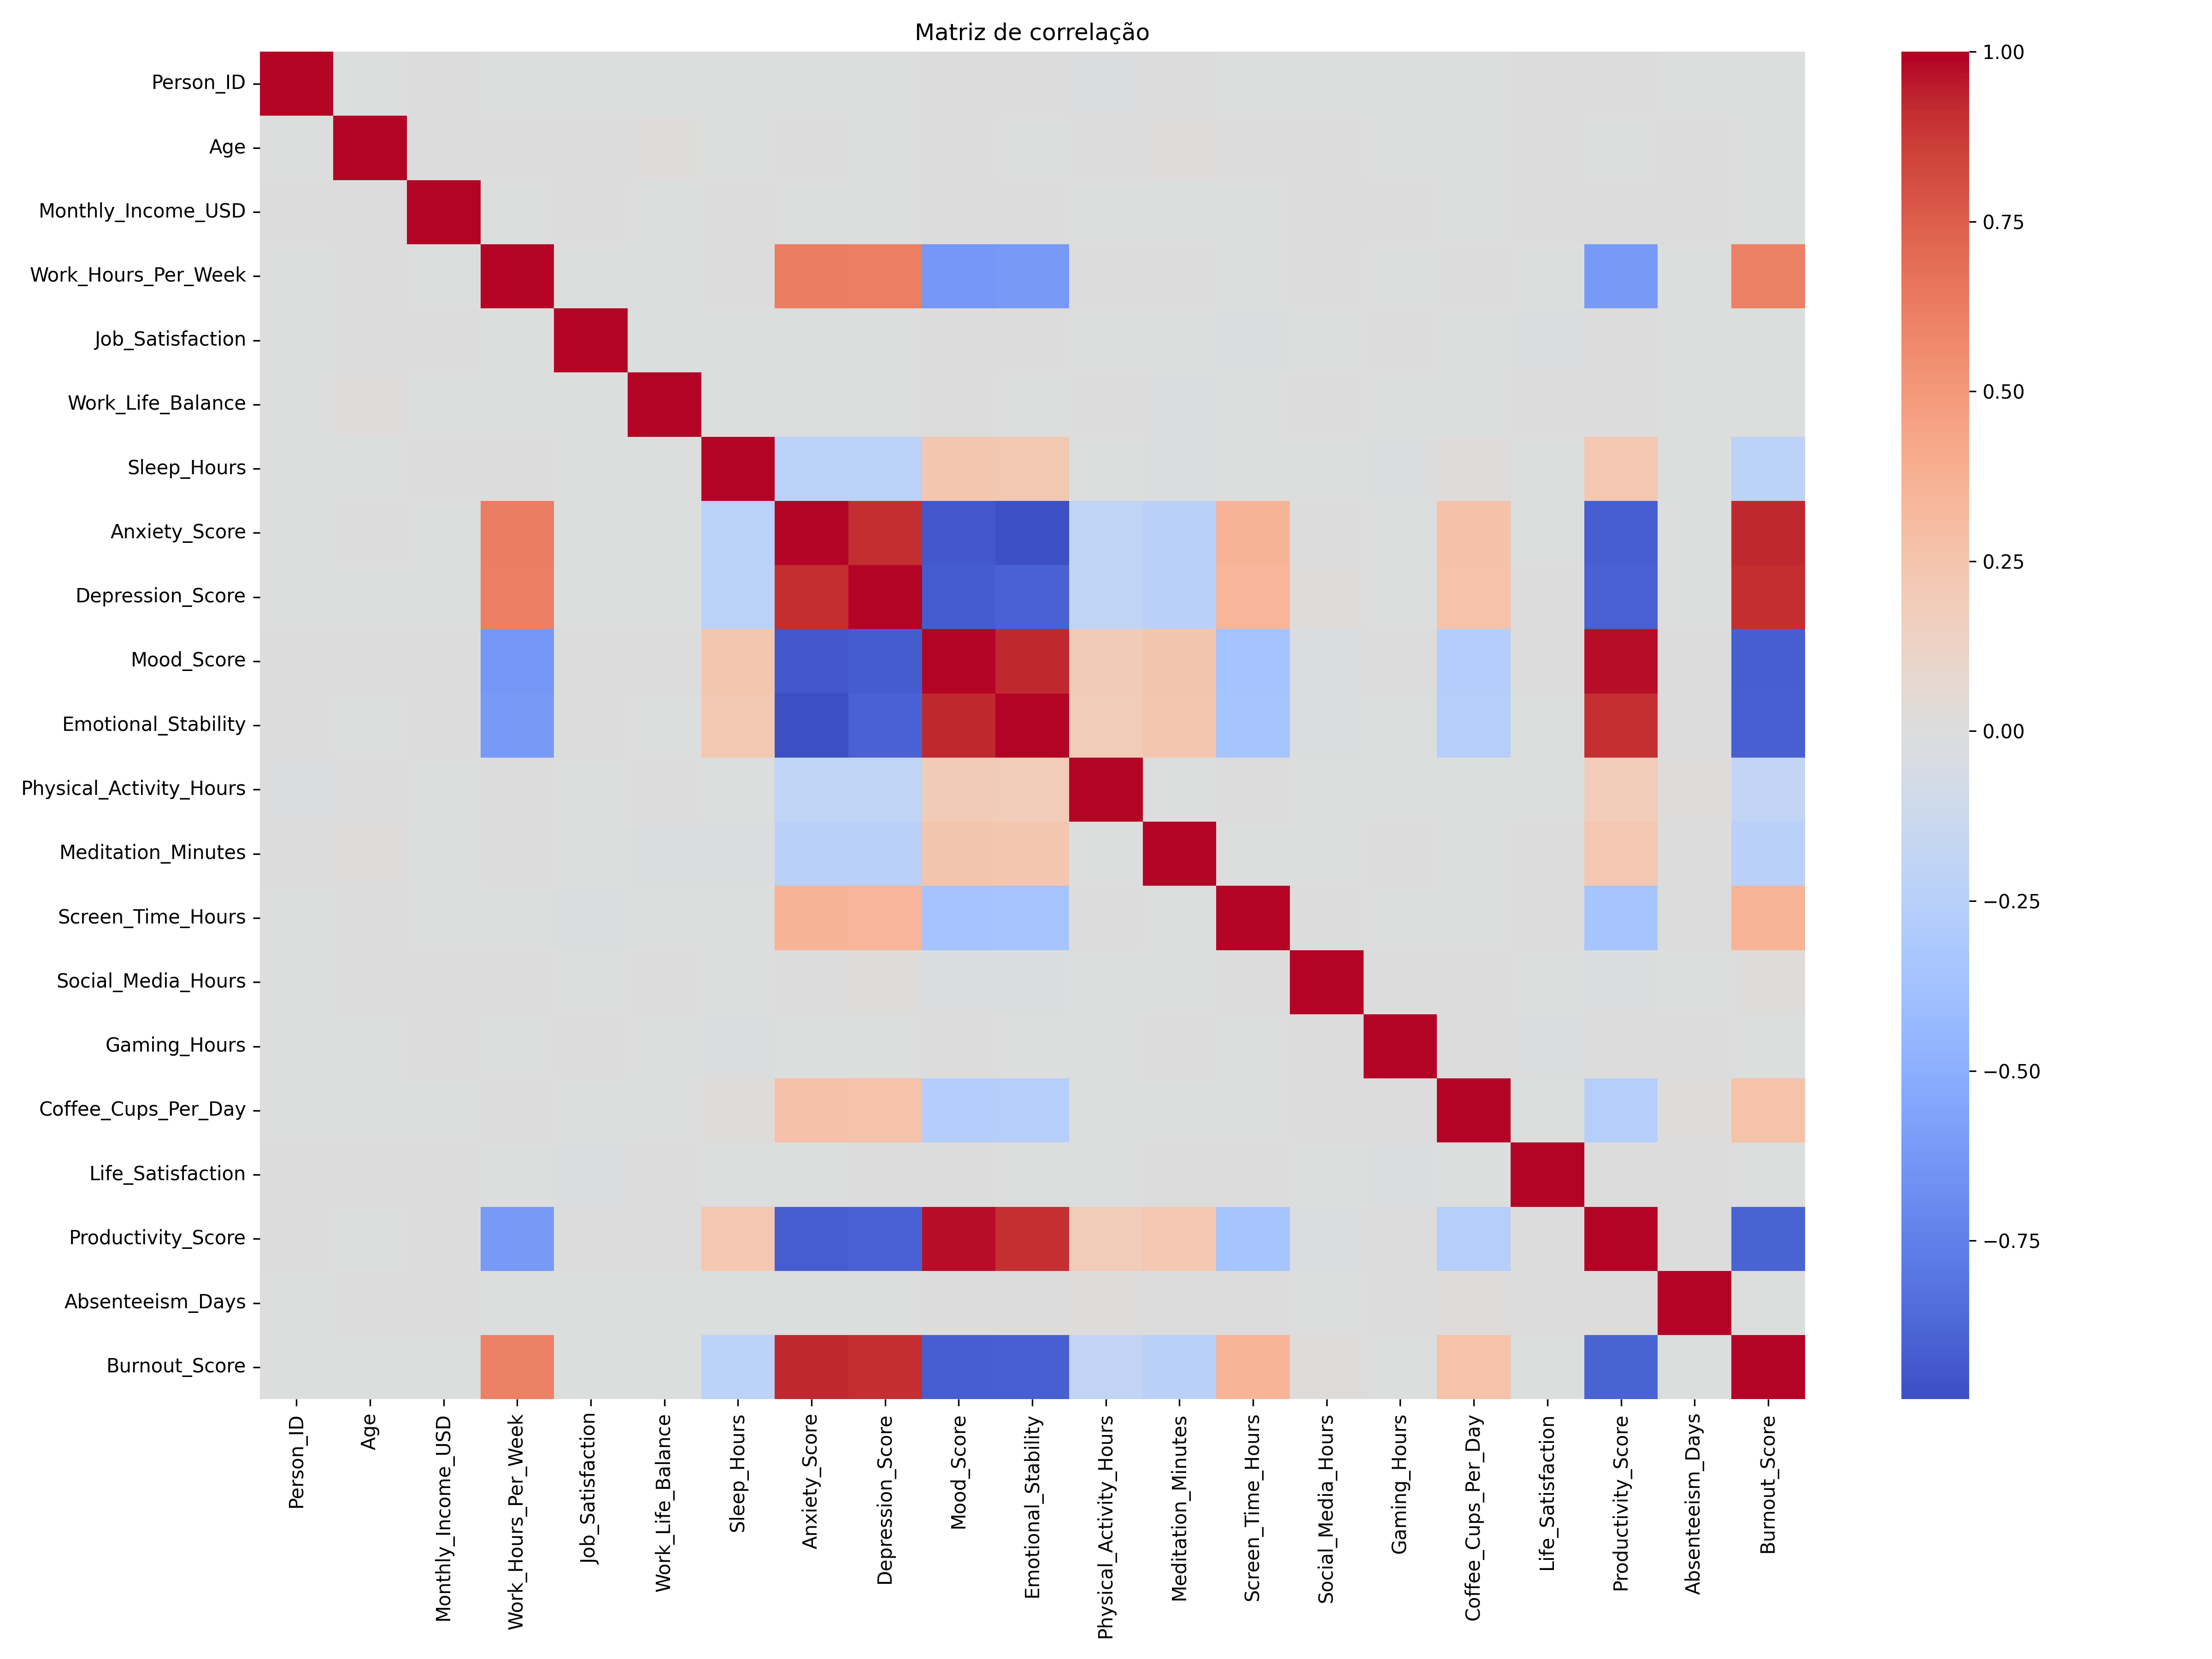 Matriz de correlação
Person_ID
Age
Monthly_Income_USD
Work_Hours_Per_Week
Job_Satisfaction
Work_Life_Balance
Sleep_Hours
Anxiety_Score
Depression_Score
Mood_Score
Emotional_Stability
Physical_Activity_Hours
Meditation_Minutes
Screen_Time_Hours
Social_Media_Hours
Gaming_Hours
Coffee_Cups_Per_Day
Life_Satisfaction
Productivity_Score
Absenteeism_Days
Burnout_Score
Person_ID
Age
Monthly_Income_USD
Work_Hours_Per_Week
Job_Satisfaction
Work_Life_Balance
Sleep_Hours
Anxiety_Score
Depression_Score
Mood_Score
Emotional_Stability
Physical_Activity_Hours
Meditation_Minutes
Screen_Time_Hours
Social_Media_Hours
Gaming_Hours
Coffee_Cups_Per_Day
Life_Satisfaction
Productivity_Score
Absenteeism_Days
Burnout_Score
1.00
0.75
0.50
0.25
0.00
−0.25
−0.50
−0.75